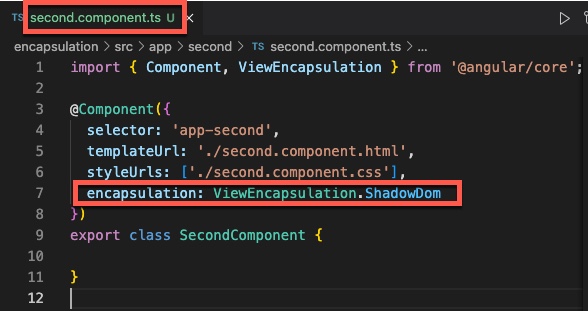 TS second.component.ts U ×
encapsulation > src > app > second > TS second.component.ts > ...
1 import { Component, ViewEncapsulation } from '@angular/core';
2
3 @Component({
4 selector: 'app-second',
5 templateUrl: './second.component.html',
6 styleUrls: ['./second.component.css'],
7 encapsulation: ViewEncapsulation.ShadowDom
8 })
9 export class SecondComponent {
10
11 }
12